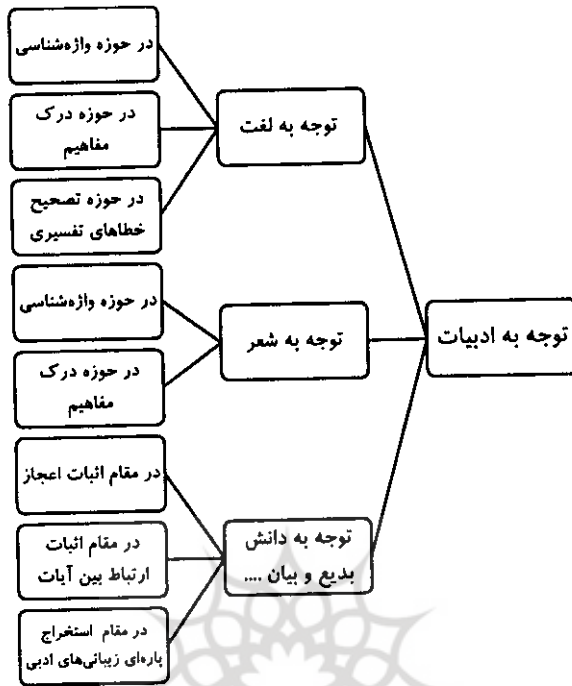 توجه به ادبیات
توجه به لغت
در حوزه واژه‌شناسی
در حوزه درک
مفاهیم
در حوزه تصحیح
خطاهای تفسیری
توجه به شعر
در حوزه واژه‌شناسی
در حوزه درک
مفاهیم
توجه به دانش
بدیع و بیان ....
در مقام اثبات اعجاز
در مقام اثبات
ارتباط بین آیات
در مقام استخراج
پاره‌ای زیبائی‌های ادبی